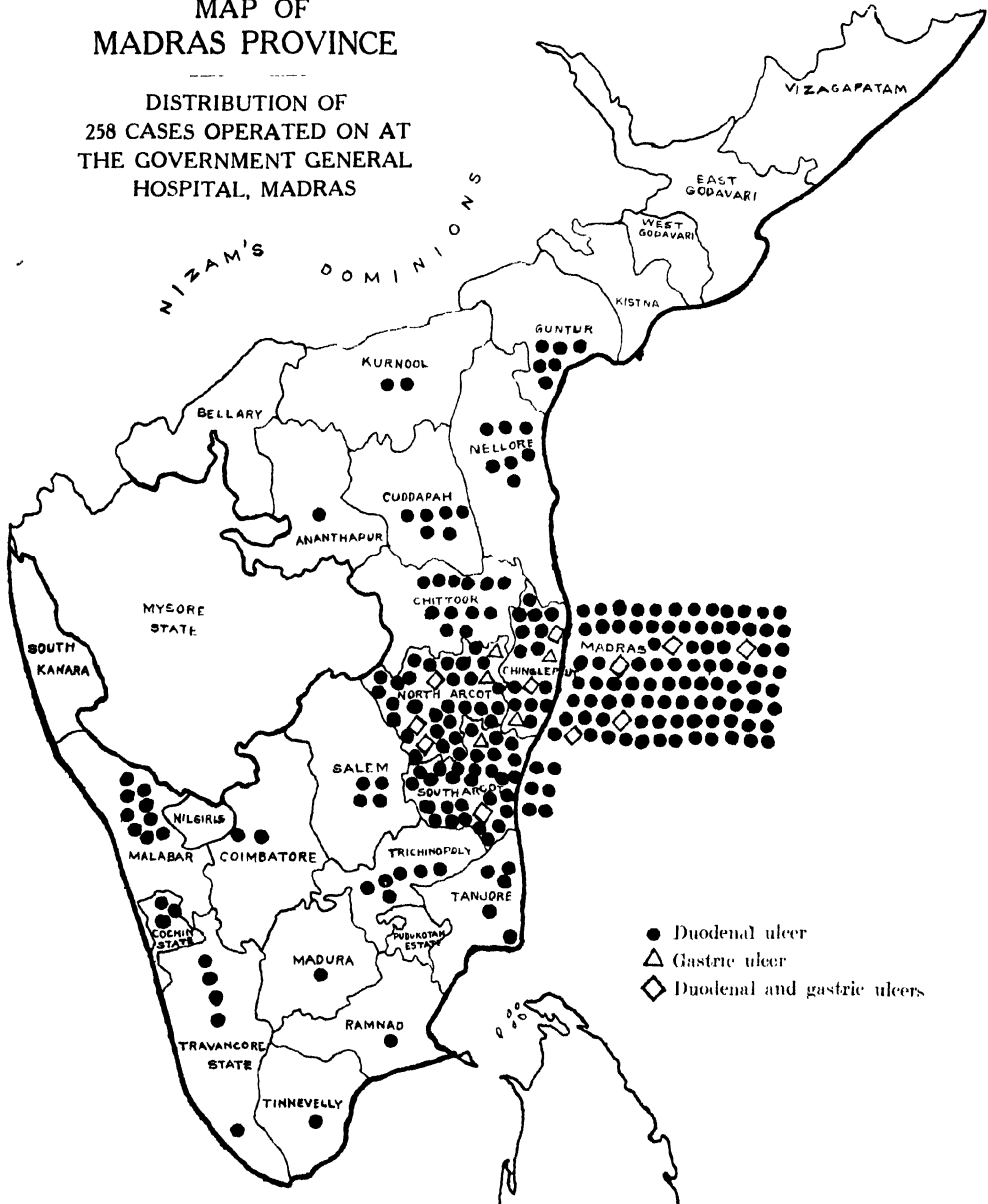 MAP OF
MADRAS PROVINCE
DISTRIBUTION OF
258 CASES OPERATED ON AT
THE GOVERNMENT GENERAL
HOSPITAL, MADRAS
NIZAM'S DOMINIONS
VIZAGAPATAM
EAST
GODAVARI
WEST
GODAVARI
KISTNA
GUNTUR
KURNOOL
BELLARY
NELLORE
CUDDAPAH
ANANTHAPUR
CHITTOOR
MYSORE
STATE
SOUTH
KANARA
MADRAS
CHINGLEPUT
NORTH ARCOT
SALEM
SOUTH ARCOT
NILGIRIS
MALABAR
COIMBATORE
TRICHINOPOLY
TANJORE
COCHIN
STATE
PUDUKOTAH
ESTATE
MADURA
RAMNAD
TRAVANCORE
STATE
TINNEVELLY
Duodenal ulcer
Gastric ulcer
Duodenal and gastric ulcers